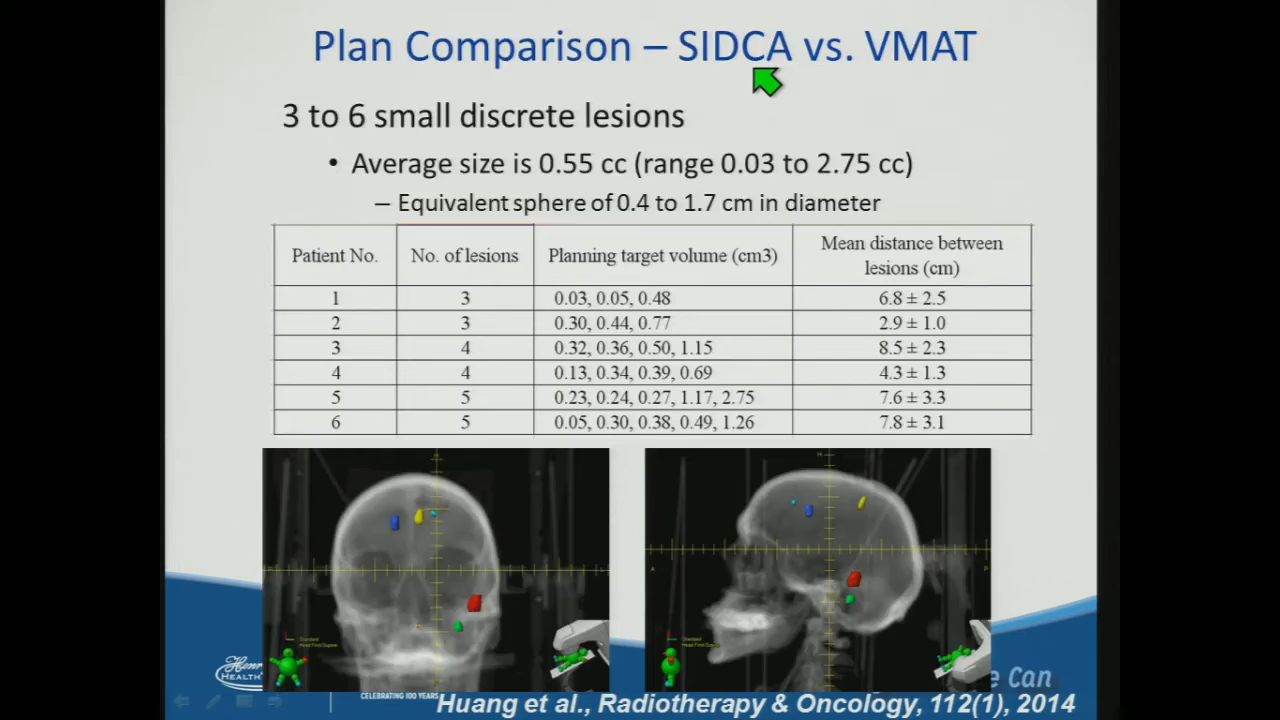 Plan Comparison – SIDCA vs. VMAT
3 to 6 small discrete lesions
• Average size is 0.55 cc (range 0.03 to 2.75 cc)
– Equivalent sphere of 0.4 to 1.7 cm in diameter
Patient No. No. of lesions Planning target volume (cm3) Mean distance between lesions (cm)
1 3 0.03, 0.05, 0.48 6.8 ± 2.5
2 3 0.30, 0.44, 0.77 2.9 ± 1.0
3 4 0.32, 0.36, 0.50, 1.15 8.5 ± 2.3
4 4 0.13, 0.34, 0.39, 0.69 4.3 ± 1.3
5 5 0.23, 0.24, 0.27, 1.17, 2.75 7.6 ± 3.3
6 5 0.05, 0.30, 0.38, 0.49, 1.26 7.8 ± 3.1
Henr
HEALTH
CELEBRATING 100 YEARS
e Can
Huang et al., Radiotherapy & Oncology, 112(1), 2014